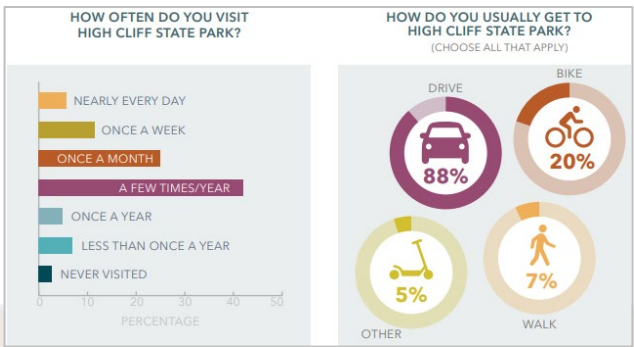 HOW OFTEN DO YOU VISIT
HIGH CLIFF STATE PARK?
NEARLY EVERY DAY
ONCE A WEEK
ONCE A MONTH
A FEW TIMES/YEAR
ONCE A YEAR
LESS THAN ONCE A YEAR
NEVER VISITED
0 10 20 30 40 50
PERCENTAGE
HOW DO YOU USUALLY GET TO
HIGH CLIFF STATE PARK?
(CHOOSE ALL THAT APPLY)
DRIVE
88%
BIKE
20%
5%
OTHER
7%
WALK